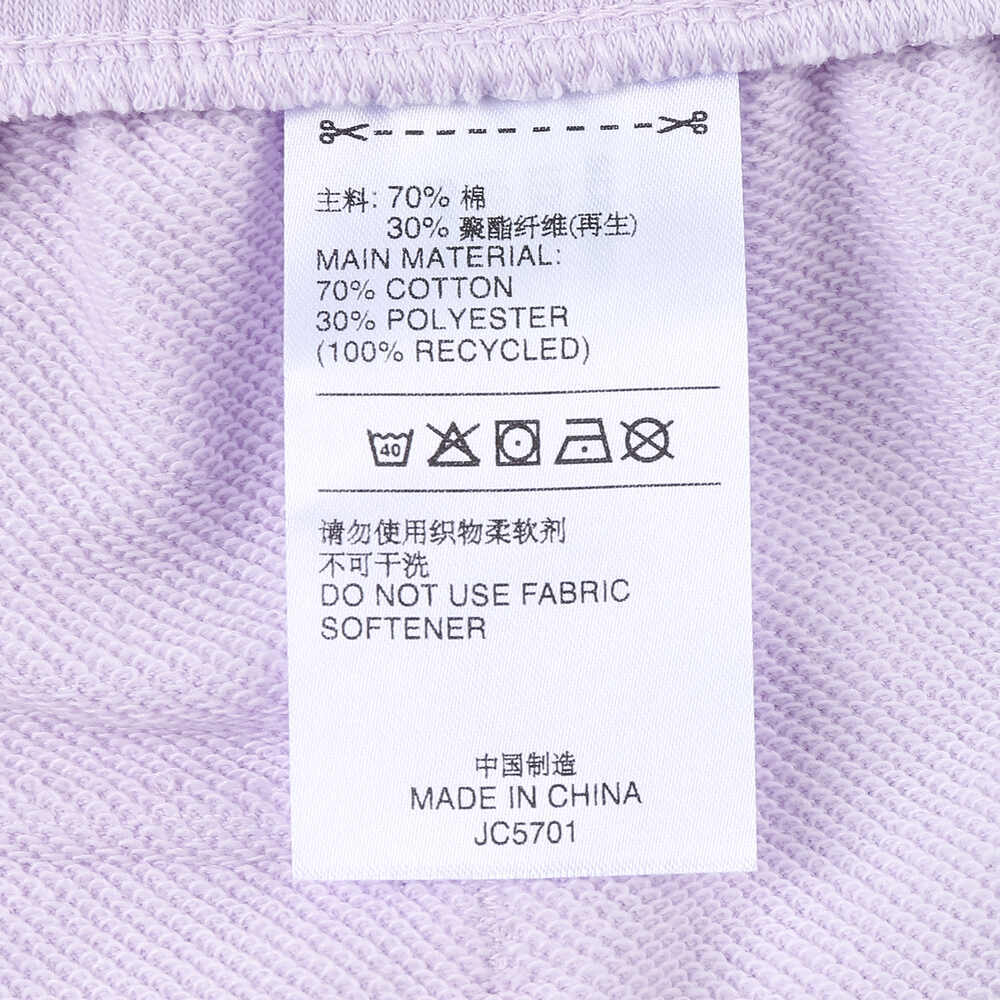 主料: 70% 棉
30% 聚酯纤维(再生)
MAIN MATERIAL:
70% COTTON
30% POLYESTER
(100% RECYCLED)
40
请勿使用织物柔软剂
不可干洗
DO NOT USE FABRIC
SOFTENER
中国制造
MADE IN CHINA
JC5701